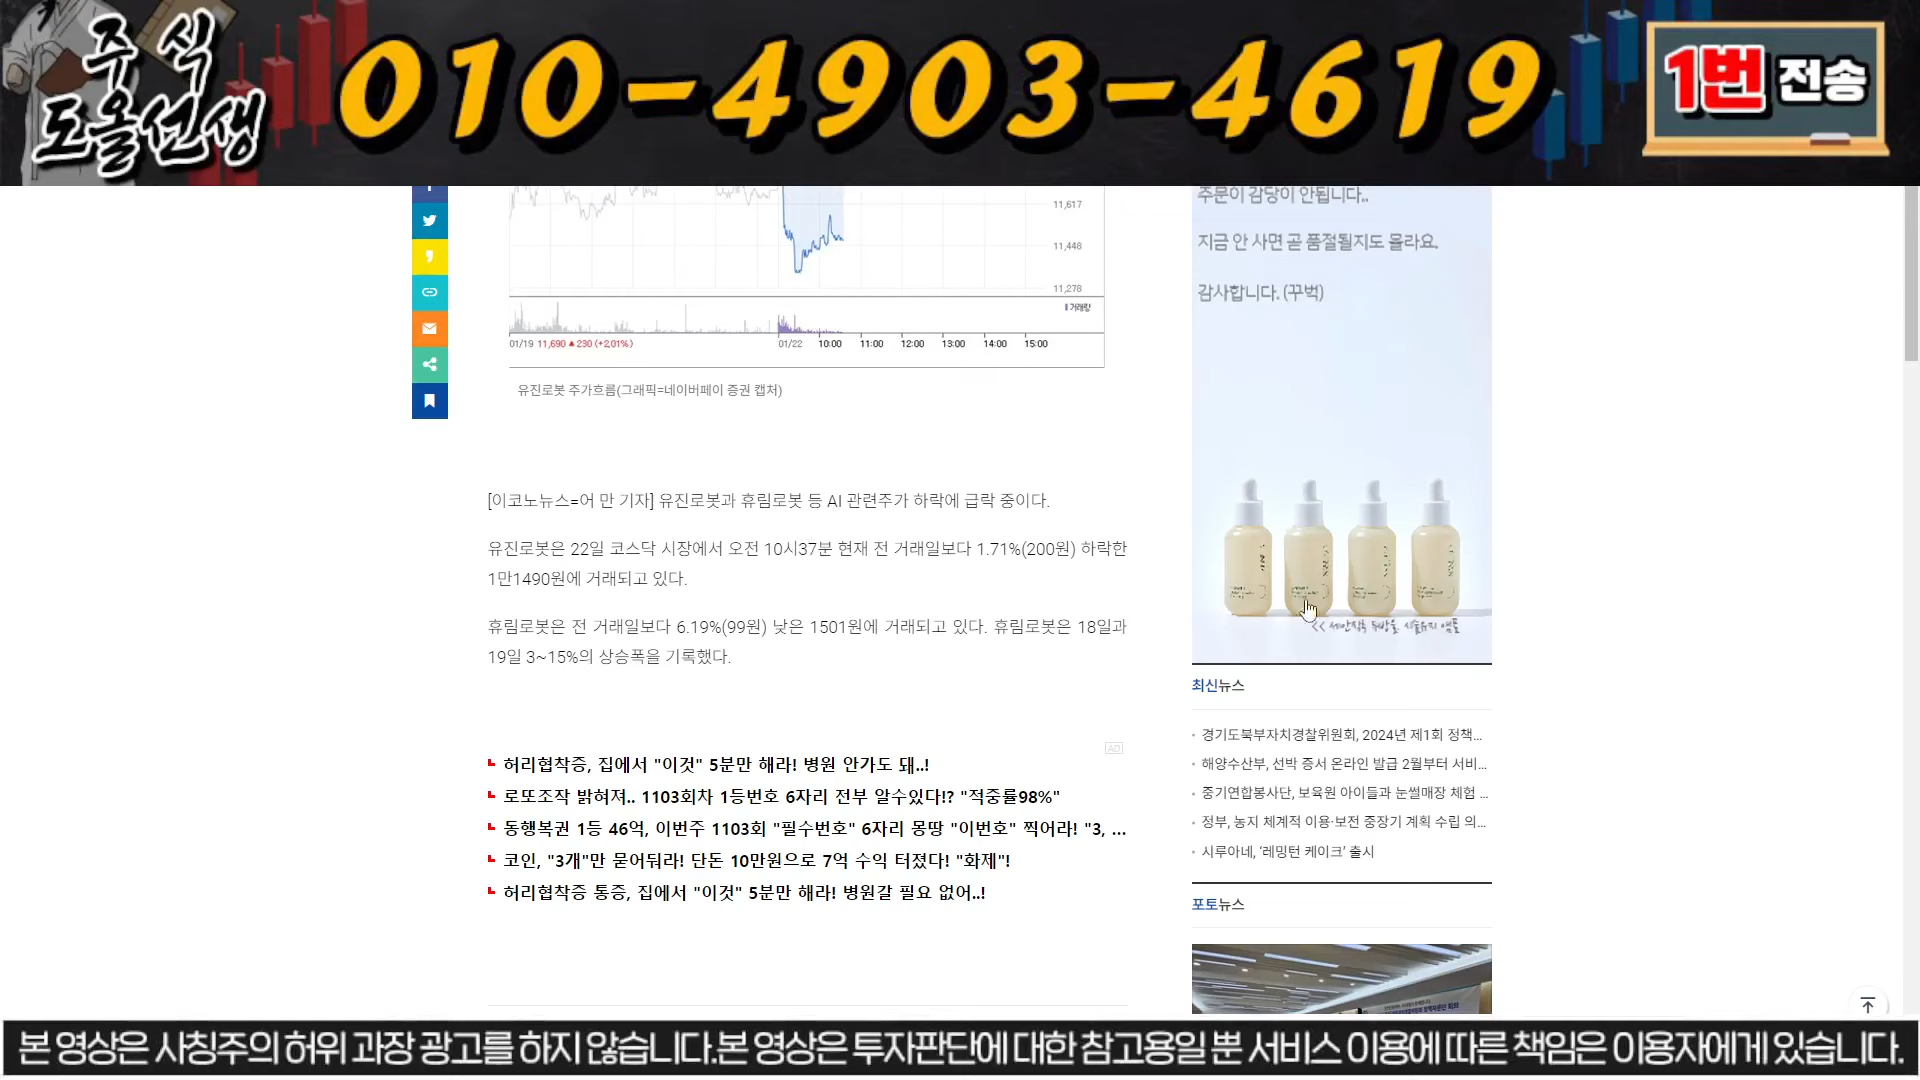 주식
도올선생
010-4903-4619
1번 전송
11,617
11,448
11,278
거래량
01/19 11,690 ▲230 (+2.01%)
01/22 10:00 11:00 12:00 13:00 14:00 15:00
유진로봇 주가흐름(그래픽=네이버페이 증권 캡처)
[이코노뉴스=어 만 기자] 유진로봇과 휴림로봇 등 AI 관련주가 하락에 급락 중이다.
유진로봇은 22일 코스닥 시장에서 오전 10시37분 현재 전 거래일보다 1.71%(200원) 하락한
1만1490원에 거래되고 있다.
휴림로봇은 전 거래일보다 6.19%(99원) 낮은 1501원에 거래되고 있다. 휴림로봇은 18일과
19일 3~15%의 상승폭을 기록했다.
AD
허리협착증, 집에서 "이것" 5분만 해라! 병원 안가도 돼..!
로또조작 밝혀져.. 1103회차 1등번호 6자리 전부 알수있다!? "적중률98%"
동행복권 1등 46억, 이번주 1103회 "필수번호" 6자리 몽땅 "이번호" 찍어라! "3, ...
코인, "3개"만 묻어둬라! 단돈 10만원으로 7억 수익 터졌다! "화제"!
허리협착증 통증, 집에서 "이것" 5분만 해라! 병원갈 필요 없어..!
주문이 감당이 안됩니다..
지금 안 사면 곧 품절될지도 몰라요.
감사합니다. (꾸벅)
최신뉴스
경기도북부자치경찰위원회, 2024년 제1회 정책...
해양수산부, 선박 증서 온라인 발급 2월부터 서비...
중기연합봉사단, 보육원 아이들과 눈썰매장 체험 ...
정부, 농지 체계적 이용·보전 중장기 계획 수립 의...
시루아네, ‘레밍턴 케이크’ 출시
포토뉴스
본 영상은 사칭주의 허위 과장 광고를 하지 않습니다.본 영상은 투자판단에 대한 참고용일 뿐 서비스 이용에 따른 책임은 이용자에게 있습니다.